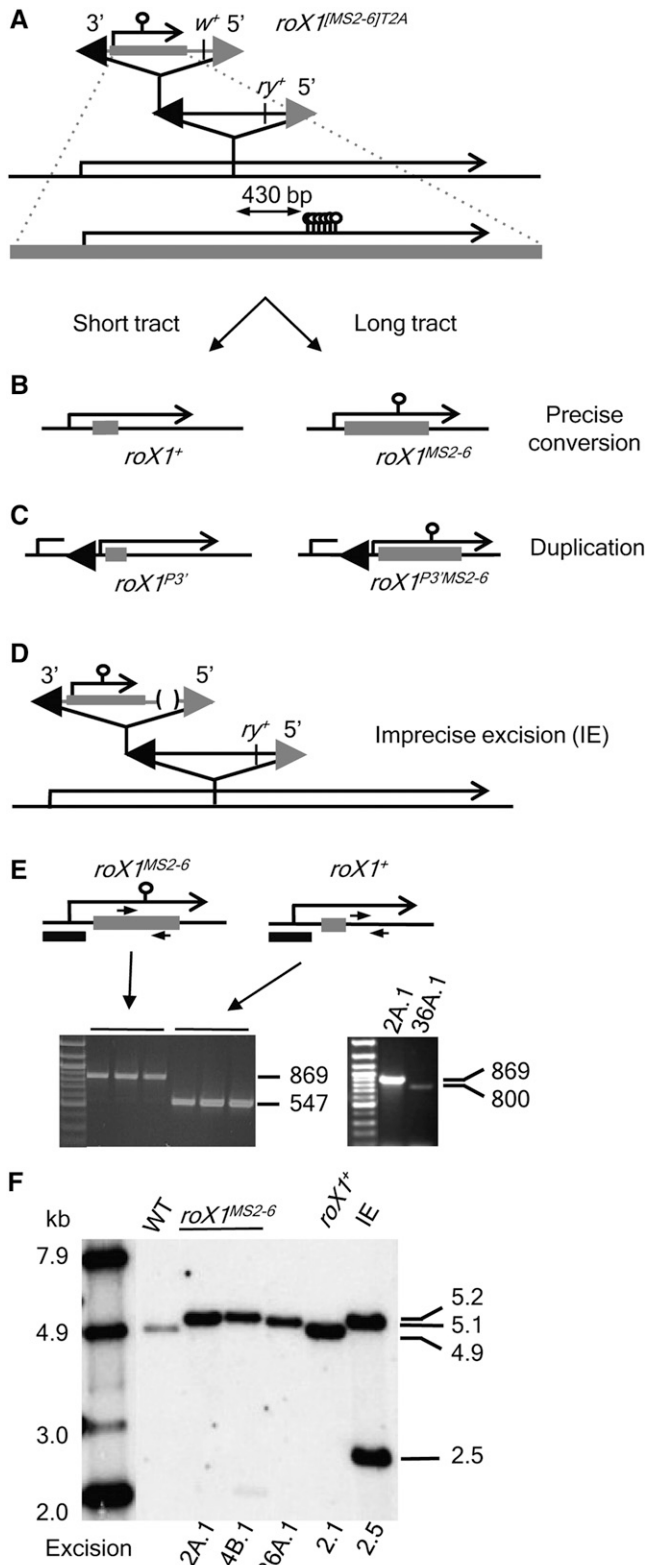 A
3’ w+ 5’ roX1[MS2-6]T2A
ry+ 5’
430 bp
Short tract Long tract
B
roX1+ roX1MS2-6 Precise conversion
C
roX1P3’ roX1P3’MS2-6 Duplication
D
3’ ( ) 5’
ry+ 5’ Imprecise excision (IE)
E
roX1MS2-6 roX1+
2A.1 36A.1
869
547
869
800
F
kb WT roX1MS2-6 roX1+ IE
7.9
4.9
3.0
2.0
5.2
5.1
4.9
2.5
Excision 2A.1 4B.1 36A.1 2.1 2.5